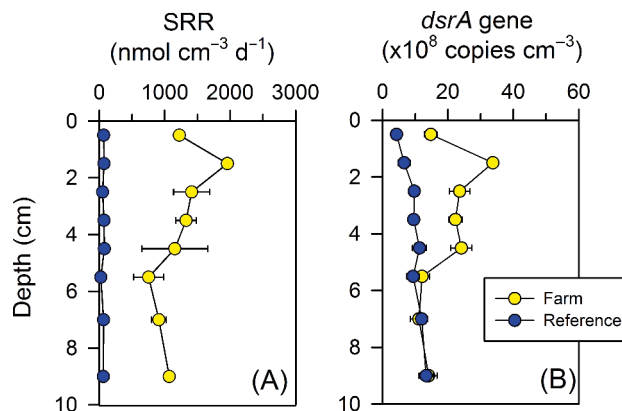 SRR
(nmol cm⁻³ d⁻¹)
0 1000 2000 3000
0
2
4
6
8
10
Depth (cm)
(A)
dsrA gene
(x10⁸ copies cm⁻³)
0 20 40 60
0
2
4
6
8
10
Farm
Reference
(B)